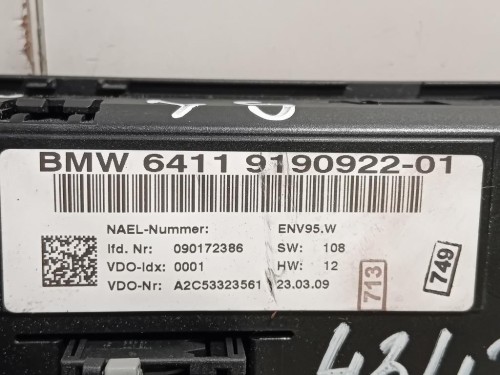 BMW 6411 9190922-01
NAEL-Nummer: ENV95.W
lfd. Nr: 090172386 SW: 108
VDO-Idx: 0001 HW: 12
VDO-Nr: A2C53323561 23.03.09
713
749